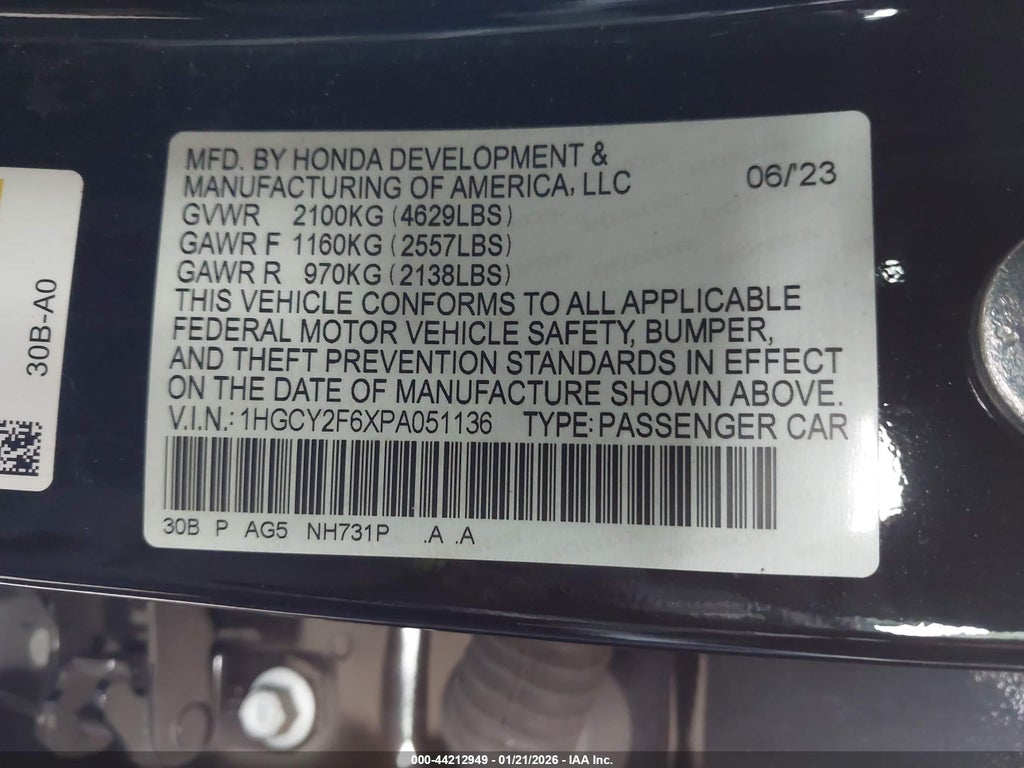 MFD. BY HONDA DEVELOPMENT &
MANUFACTURING OF AMERICA, LLC 06/'23
GVWR 2100KG (4629LBS)
GAWR F 1160KG (2557LBS)
GAWR R 970KG (2138LBS)
THIS VEHICLE CONFORMS TO ALL APPLICABLE
FEDERAL MOTOR VEHICLE SAFETY, BUMPER,
AND THEFT PREVENTION STANDARDS IN EFFECT
ON THE DATE OF MANUFACTURE SHOWN ABOVE.
V.I.N.: 1HGCY2F6XPA051136 TYPE: PASSENGER CAR
30B P AG5 NH731P .A .A
30B-A0
000-44212949 - 01/21/2026 - IAA Inc.